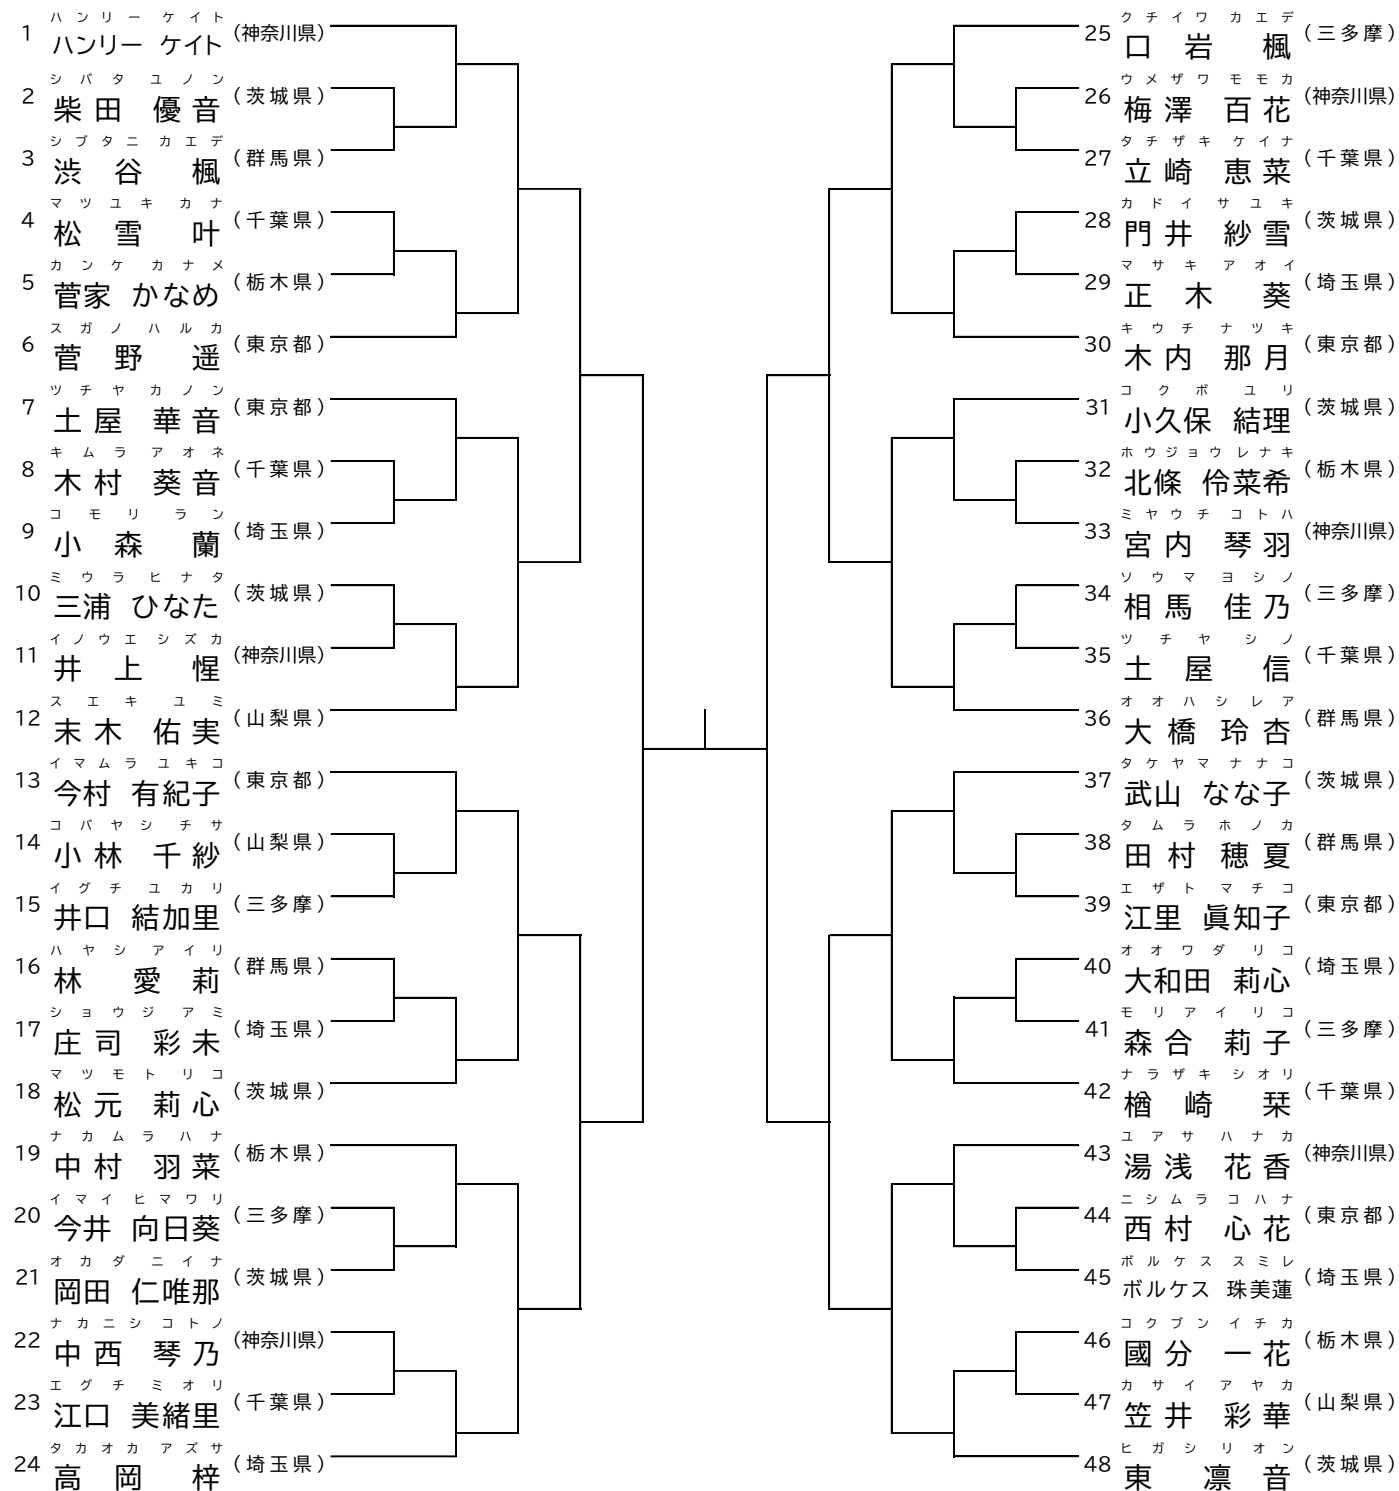 ハンリー ケイト
1 ハンリー ケイト (神奈川県)
シバタ ユノン
2 柴田 優音 (茨城県)
シブタニ カエデ
3 渋谷 楓 (群馬県)
マツユキ カナ
4 松雪 叶 (千葉県)
カンケ カナメ
5 菅家 かなめ (栃木県)
スガノ ハルカ
6 菅野 遥 (東京都)
ツチヤ カノン
7 土屋 華音 (東京都)
キムラ アオネ
8 木村 葵音 (千葉県)
コモリ ラン
9 小森 蘭 (埼玉県)
ミウラ ヒナタ
10 三浦 ひなた (茨城県)
イノウエ シズカ
11 井上 惺 (神奈川県)
スエキ ユミ
12 末木 佑実 (山梨県)
イマムラ ユキコ
13 今村 有紀子 (東京都)
コバヤシ チサ
14 小林 千紗 (山梨県)
イグチ ユカリ
15 井口 結加里 (三多摩)
ハヤシ アイリ
16 林 愛莉 (群馬県)
ショウジ アミ
17 庄司 彩未 (埼玉県)
マツモト リコ
18 松元 莉心 (茨城県)
ナカムラ ハナ
19 中村 羽菜 (栃木県)
イマイ ヒマワリ
20 今井 向日葵 (三多摩)
オカダ ニイナ
21 岡田 仁唯那 (茨城県)
ナカニシ コトノ
22 中西 琴乃 (神奈川県)
エグチ ミオリ
23 江口 美緒里 (千葉県)
タカオカ アズサ
24 高岡 梓 (埼玉県)
クチイワ カエデ
25 口岩 楓 (三多摩)
ウメザワ モモカ
26 梅澤 百花 (神奈川県)
タチザキ ケイナ
27 立崎 恵菜 (千葉県)
カドイ サユキ
28 門井 紗雪 (茨城県)
マサキ アオイ
29 正木 葵 (埼玉県)
キウチ ナツキ
30 木内 那月 (東京都)
コクボ ユリ
31 小久保 結理 (茨城県)
ホウジョウ レナキ
32 北條 伶菜希 (栃木県)
ミヤウチ コトハ
33 宮内 琴羽 (神奈川県)
ソウマ ヨシノ
34 相馬 佳乃 (三多摩)
ツチヤ シノ
35 土屋 信 (千葉県)
オオハシ レア
36 大橋 玲杏 (群馬県)
タケヤマ ナナコ
37 武山 なな子 (茨城県)
タムラ ホノカ
38 田村 穂夏 (群馬県)
エザト マチコ
39 江里 眞知子 (東京都)
オオワダ リコ
40 大和田 莉心 (埼玉県)
モリアイ リコ
41 森合 莉子 (三多摩)
ナラザキ シオリ
42 楢崎 栞 (千葉県)
ユアサ ハナカ
43 湯浅 花香 (神奈川県)
ニシムラ コハナ
44 西村 心花 (東京都)
ボルケス スミレ
45 ボルケス 珠美蓮 (埼玉県)
コクブン イチカ
46 國分 一花 (栃木県)
カサイ アヤカ
47 笠井 彩華 (山梨県)
ヒガシ リオン
48 東 凛音 (茨城県)